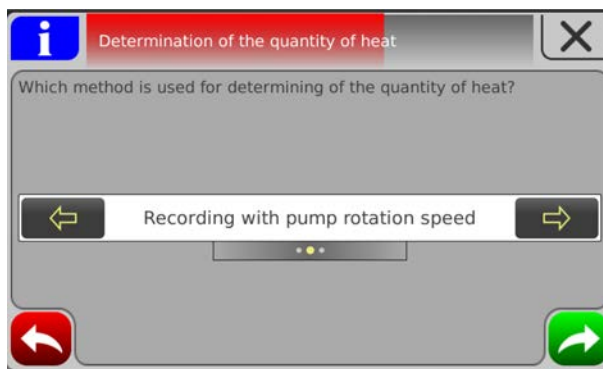 i
Determination of the quantity of heat
Which method is used for determining of the quantity of heat?
Recording with pump rotation speed